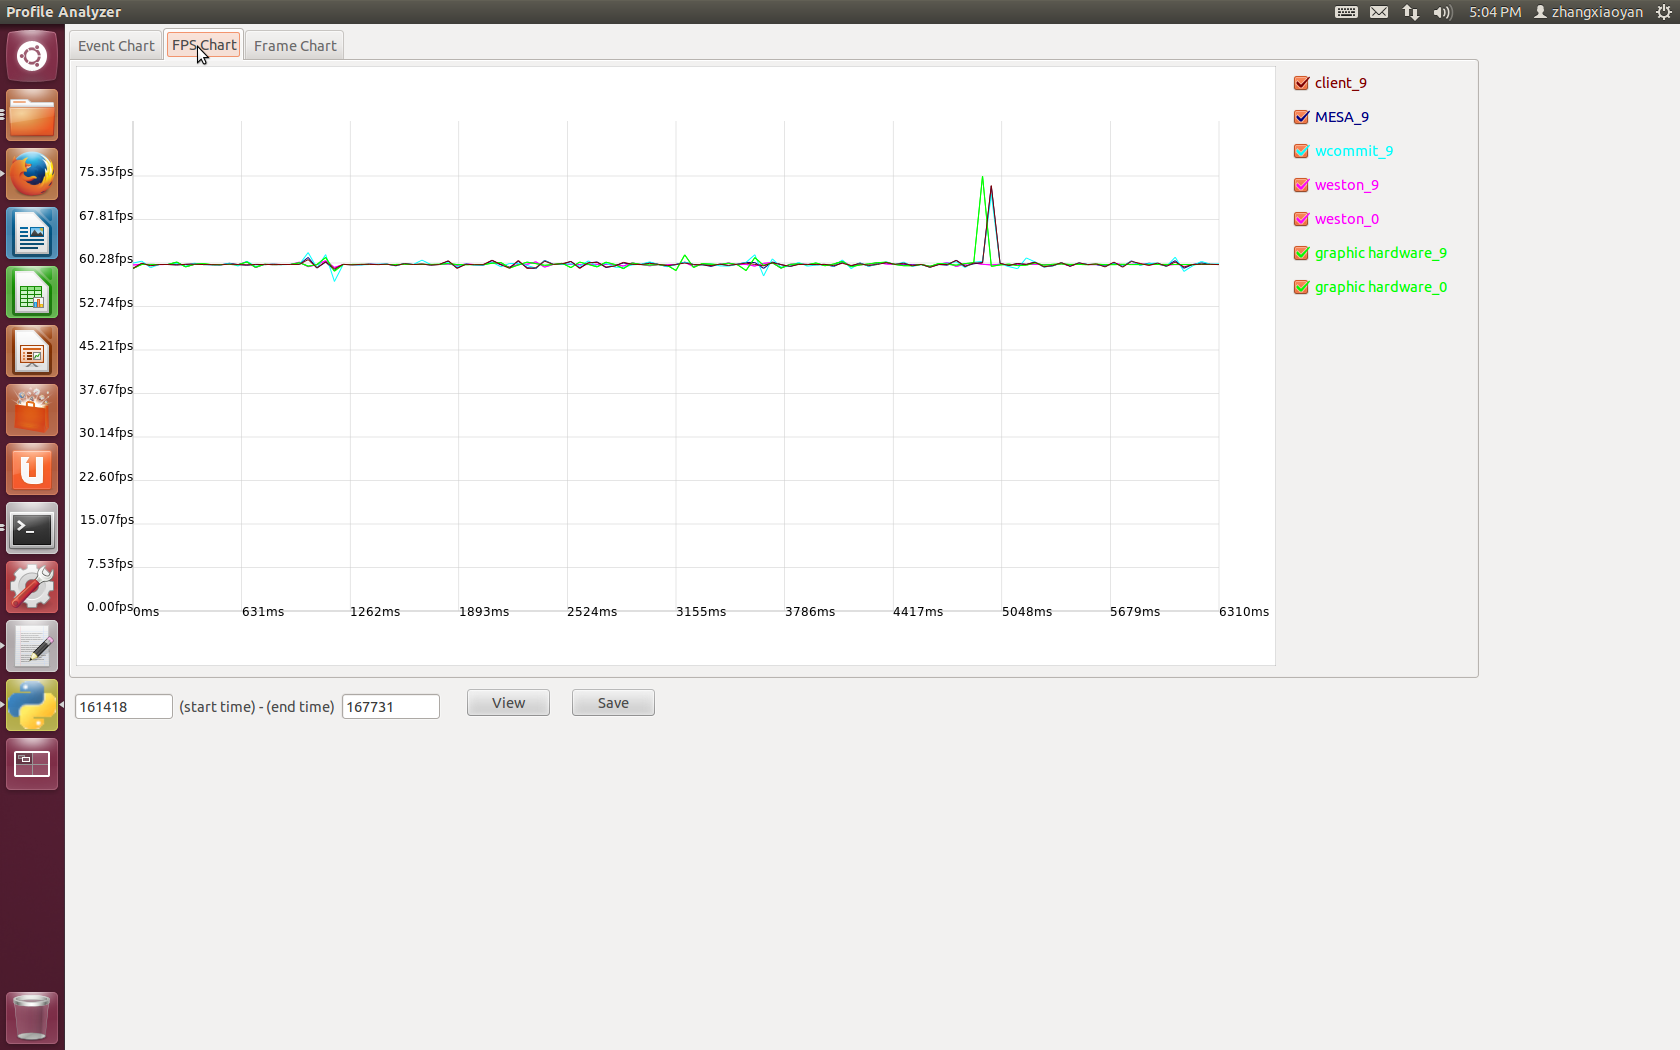 Profile Analyzer
5:04 PM zhangxiaoyan
Event Chart FPS Chart Frame Chart
client_9
MESA_9
wcommit_9
weston_9
weston_0
graphic hardware_9
graphic hardware_0
75.35fps
67.81fps
60.28fps
52.74fps
45.21fps
37.67fps
30.14fps
22.60fps
15.07fps
7.53fps
0.00fps
0ms 631ms 1262ms 1893ms 2524ms 3155ms 3786ms 4417ms 5048ms 5679ms 6310ms
161418 (start time) - (end time) 167731 View Save